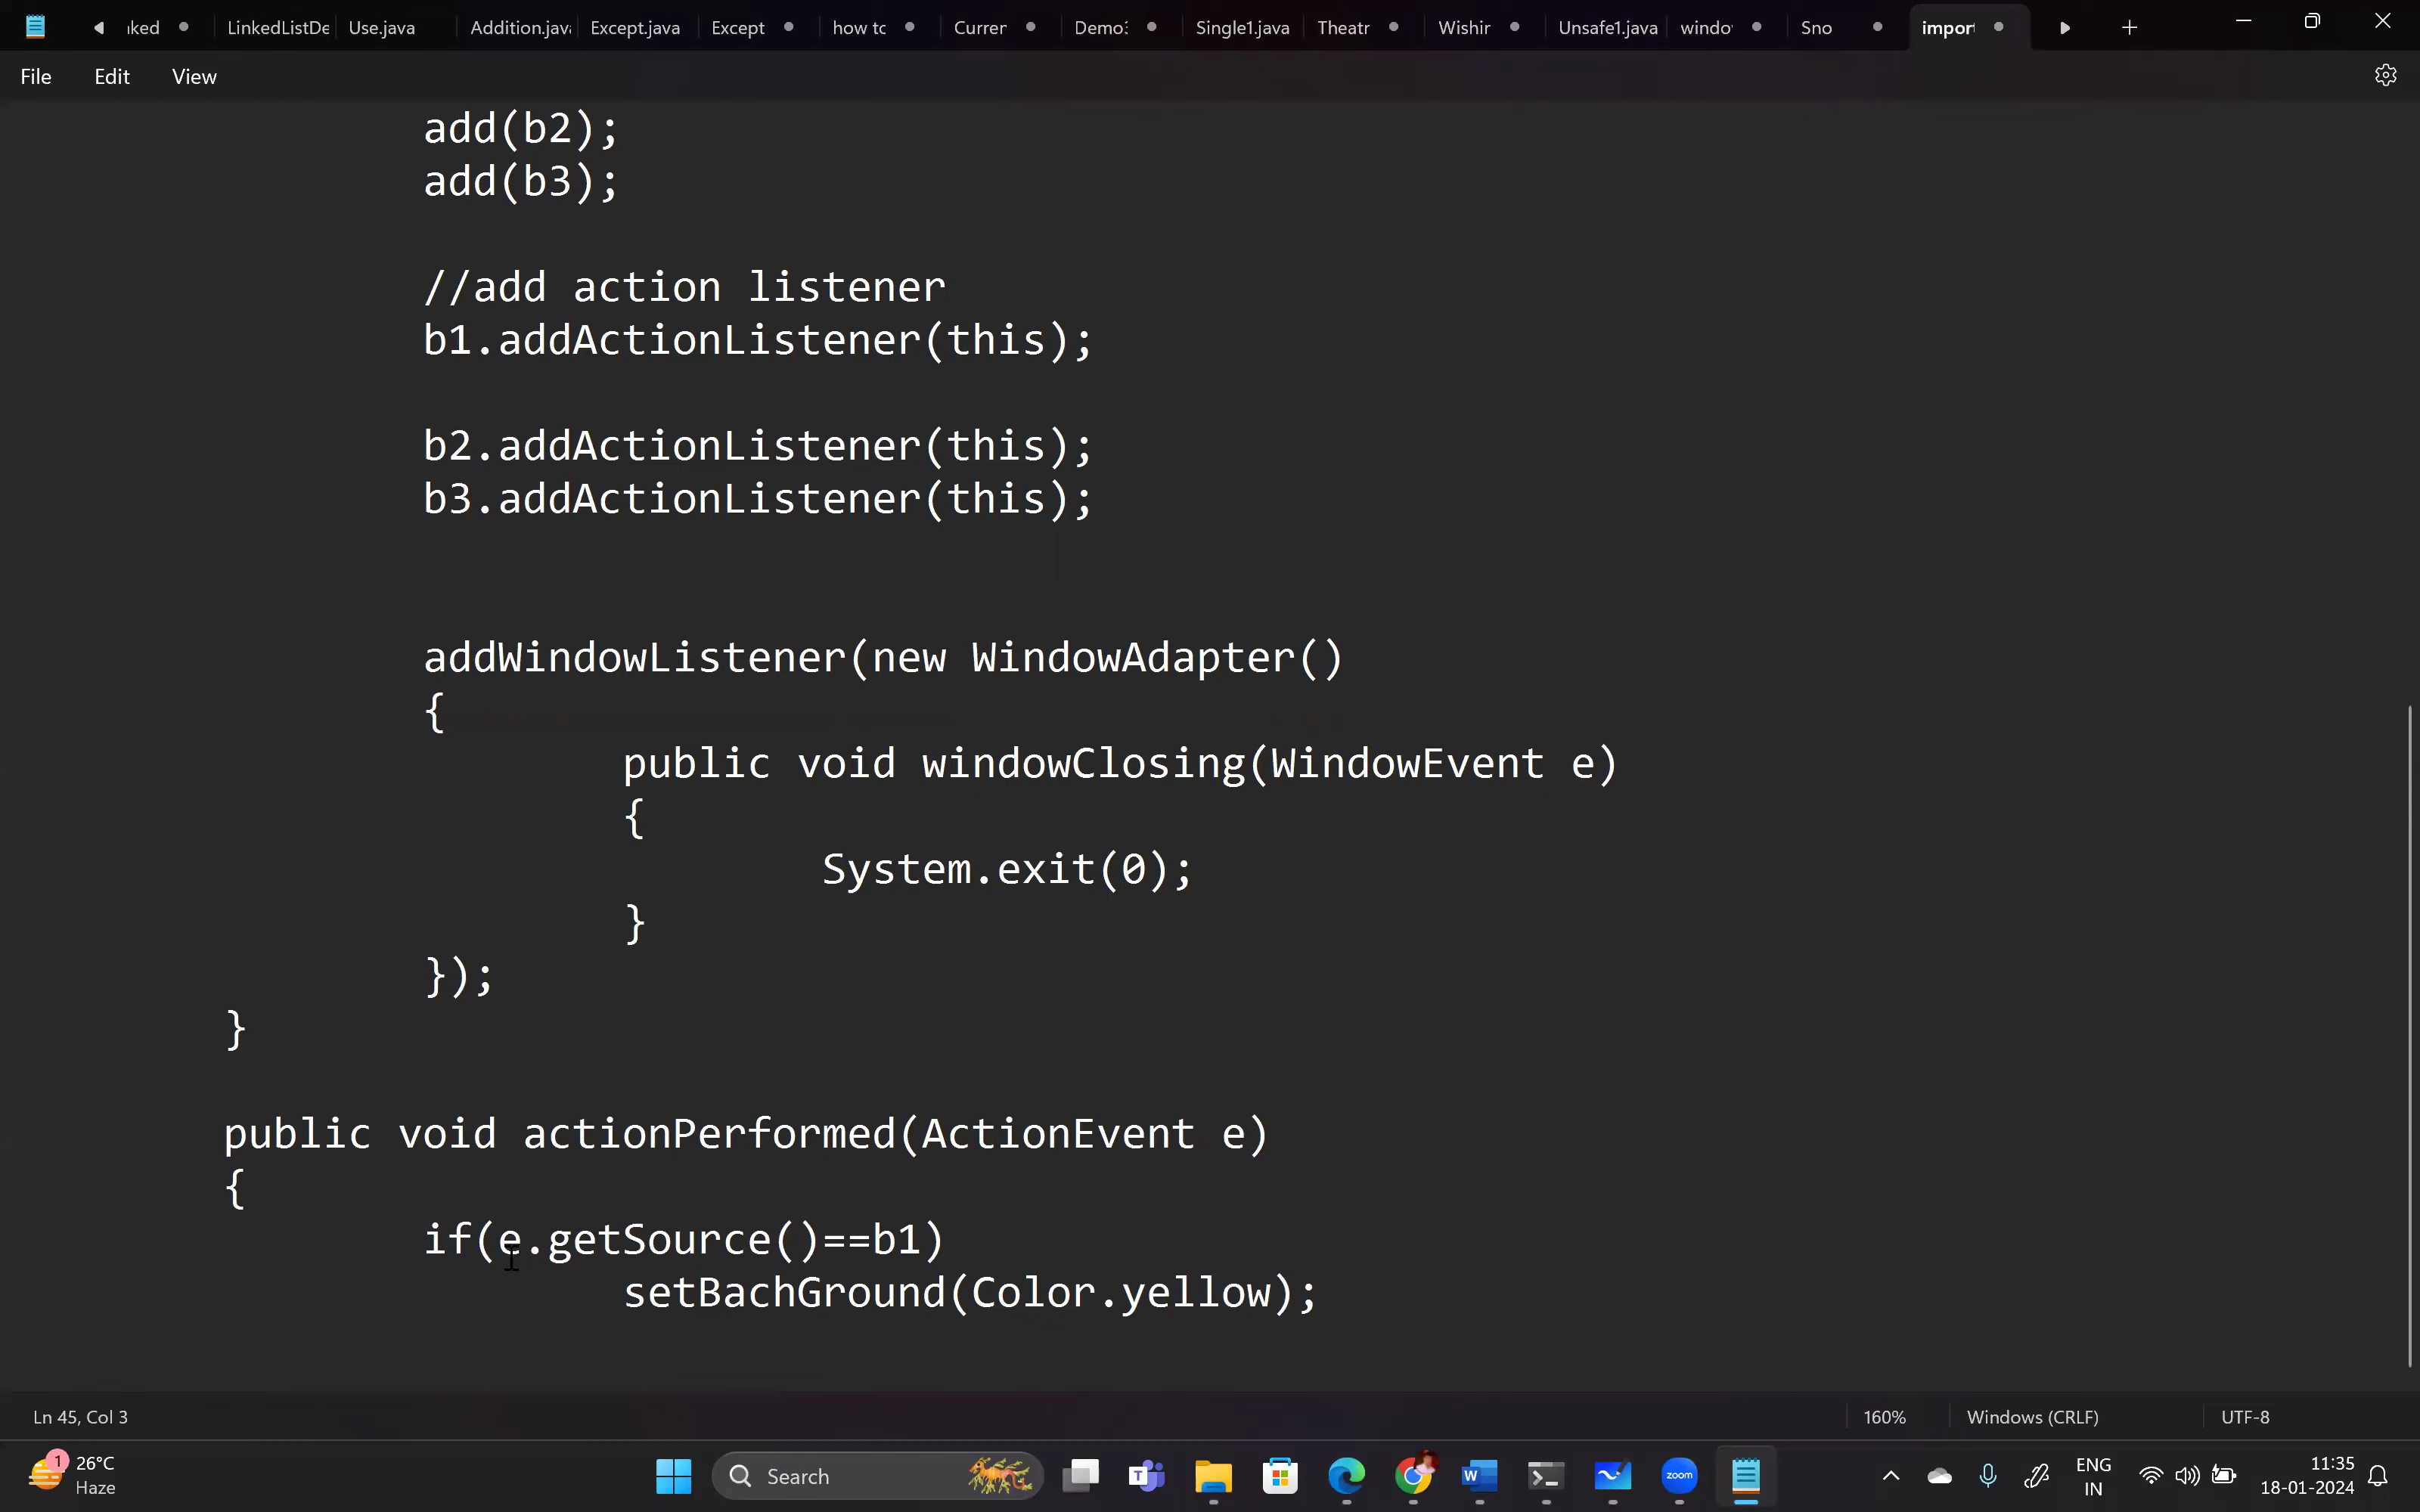 ıked
LinkedListDe
Use.java
Addition.java
Except.java
Except
how tc
Currer
Demo3
Single1.java
Theatr
Wishir
Unsafe1.java
windo
Sno
import
File
Edit
View
add(b2);
add(b3);
//add action listener
b1.addActionListener(this);
b2.addActionListener(this);
b3.addActionListener(this);
addWindowListener(new WindowAdapter()
{
public void windowClosing(WindowEvent e)
{
System.exit(0);
}
});
}
public void actionPerformed(ActionEvent e)
{
if(e.getSource()==b1)
setBachGround(Color.yellow);
Ln 45, Col 3
160%
Windows (CRLF)
UTF-8
1
26°C
Haze
Search
T
W
zoom
ENG
IN
11:35
18-01-2024